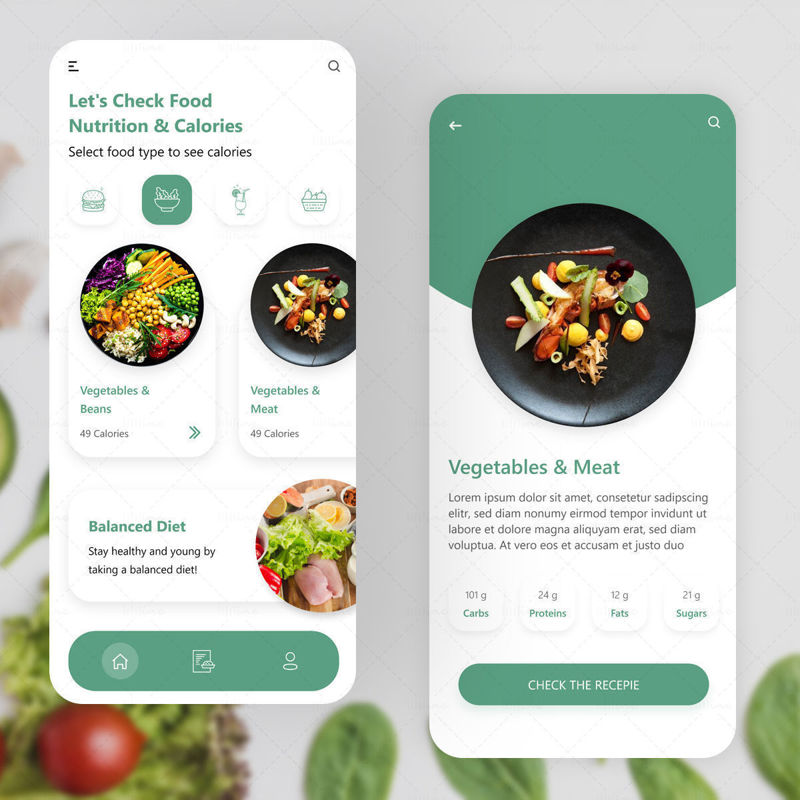 Let's Check Food
Nutrition & Calories
Select food type to see calories
Vegetables &
Beans
49 Calories
Vegetables &
Meat
49 Calories
Balanced Diet
Stay healthy and young by
taking a balanced diet!
Vegetables & Meat
Lorem ipsum dolor sit amet, consetetur sadipscing
elitr, sed diam nonumy eirmod tempor invidunt ut
labore et dolore magna aliquyam erat, sed diam
voluptua. At vero eos et accusam et justo duo
101 g
Carbs
24 g
Proteins
12 g
Fats
21 g
Sugars
CHECK THE RECEPIE